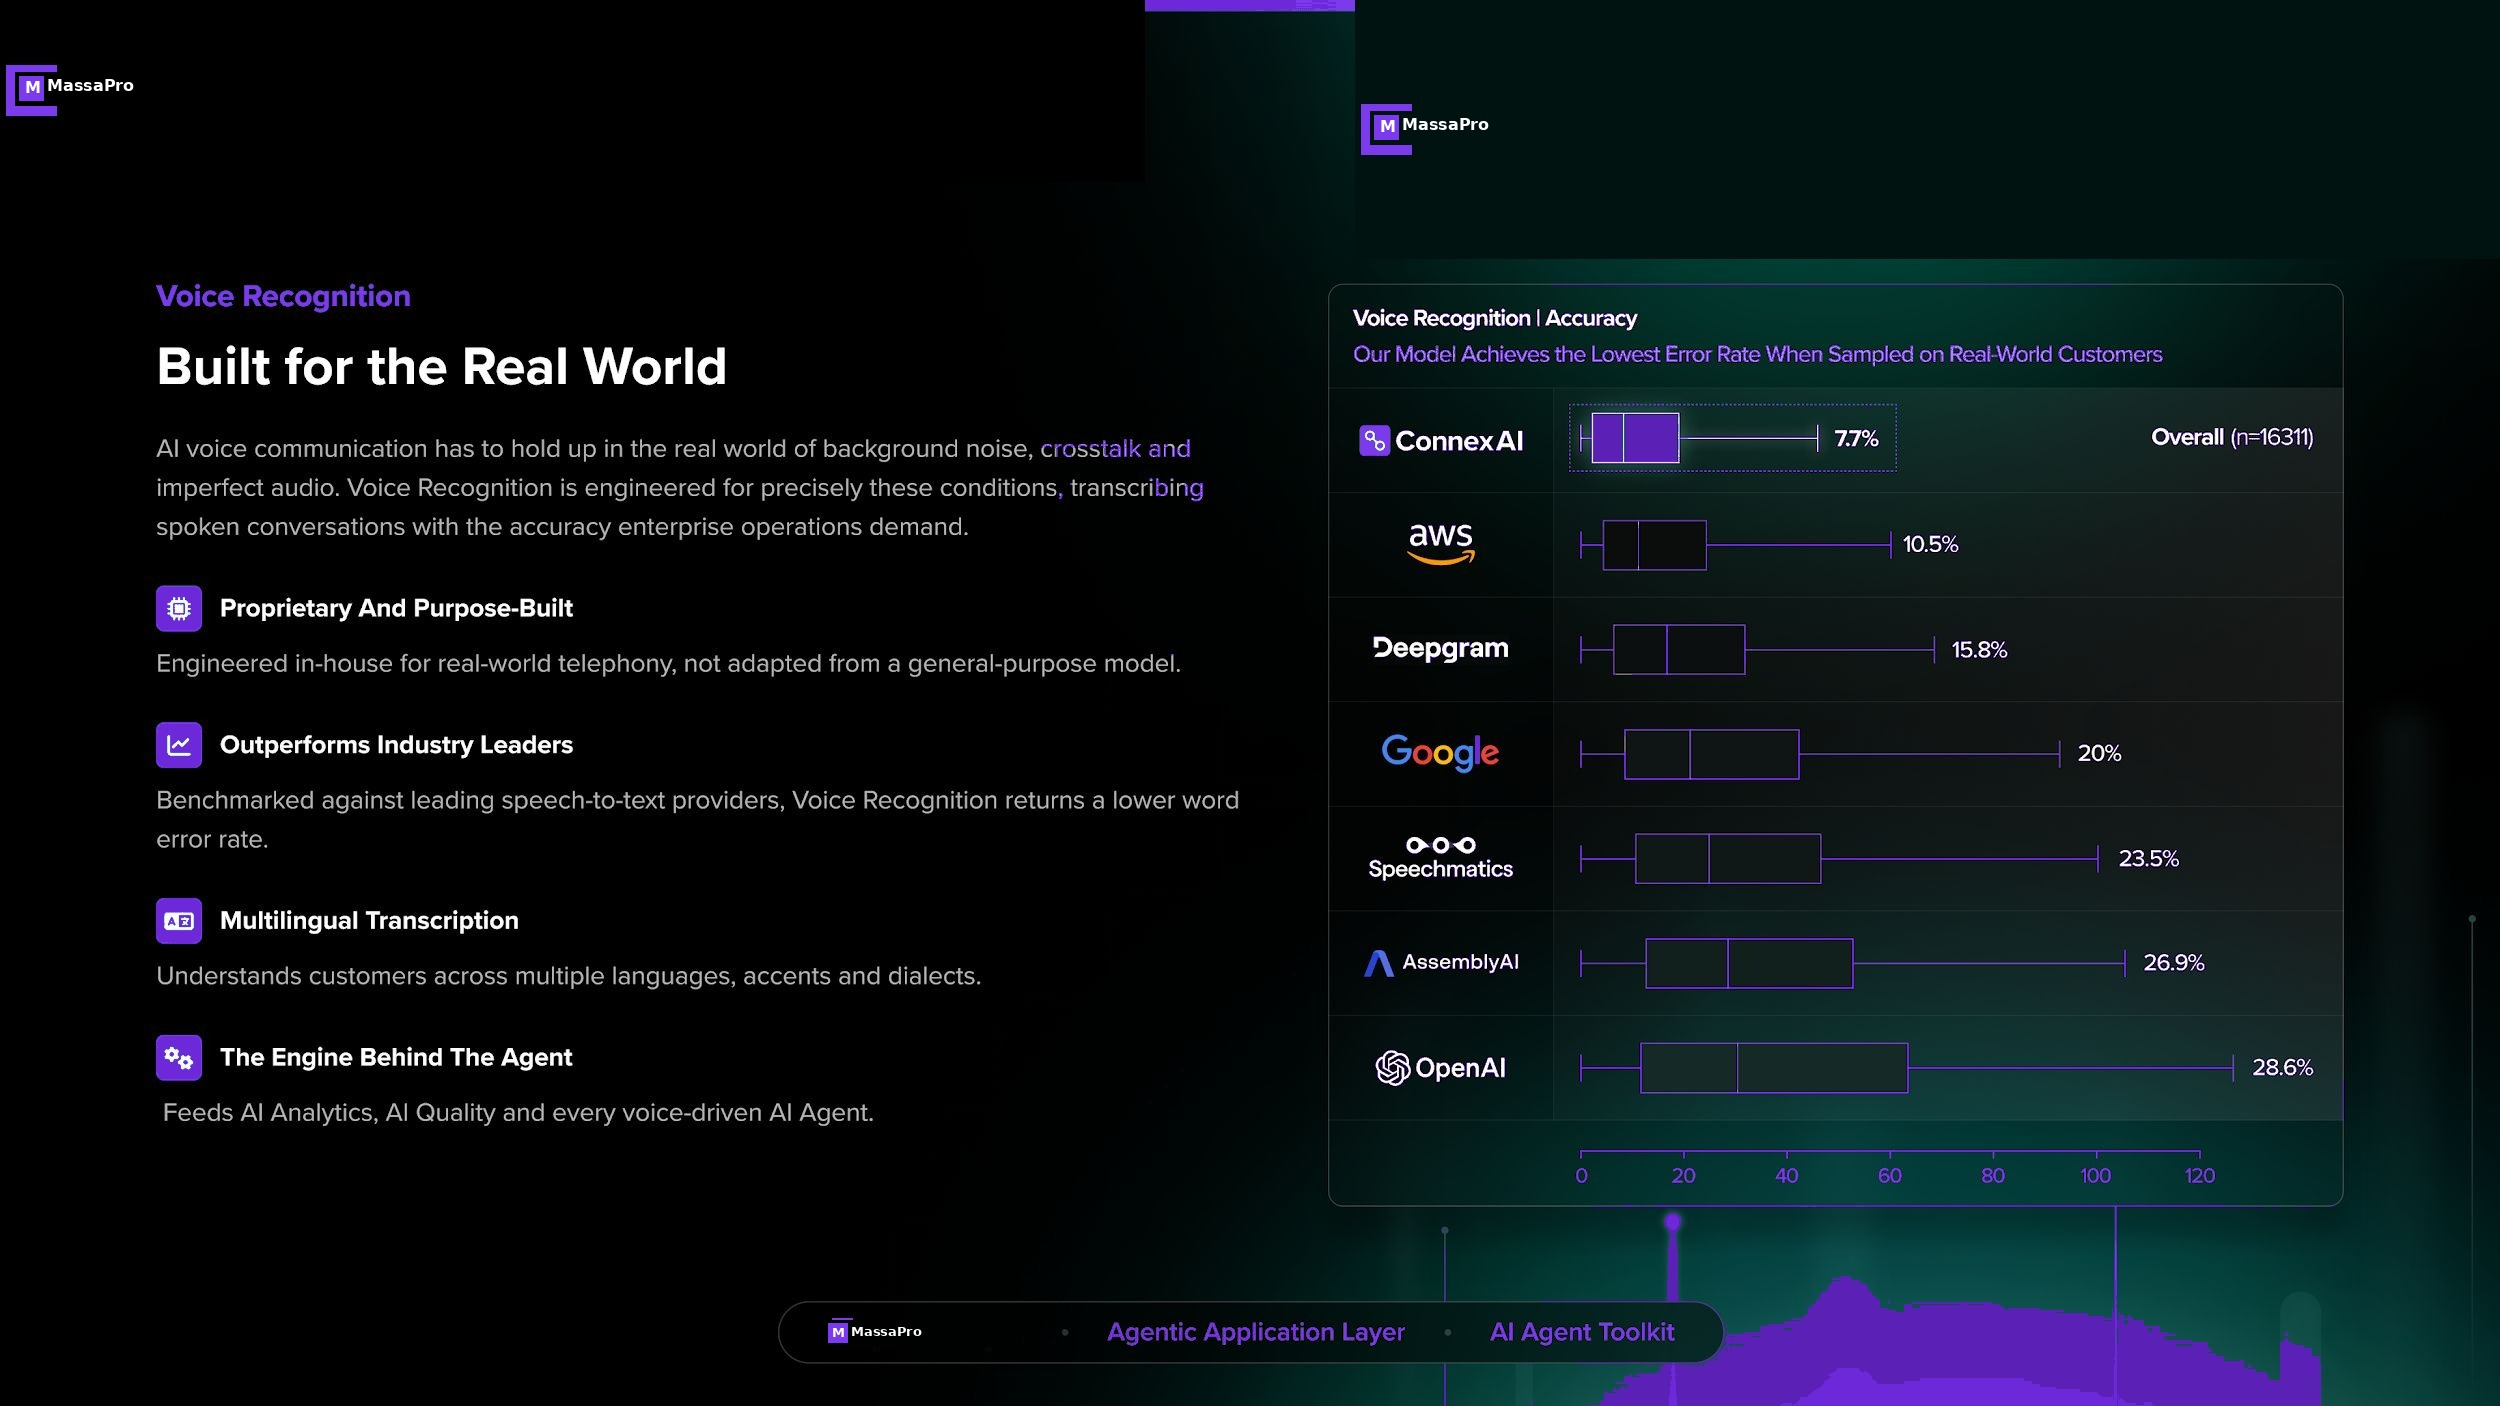 M MassaPro
M MassaPro
Voice Recognition
Built for the Real World
AI voice communication has to hold up in the real world of background noise, crosstalk and
imperfect audio. Voice Recognition is engineered for precisely these conditions, transcribing
spoken conversations with the accuracy enterprise operations demand.
Proprietary And Purpose-Built
Engineered in-house for real-world telephony, not adapted from a general-purpose model.
Outperforms Industry Leaders
Benchmarked against leading speech-to-text providers, Voice Recognition returns a lower word
error rate.
Multilingual Transcription
Understands customers across multiple languages, accents and dialects.
The Engine Behind The Agent
Feeds AI Analytics, AI Quality and every voice-driven AI Agent.
Voice Recognition | Accuracy
Our Model Achieves the Lowest Error Rate When Sampled on Real-World Customers
ConnexAI 7.7% Overall (n=16311)
aws 10.5%
Deepgram 15.8%
Google 20%
Speechmatics 23.5%
AssemblyAI 26.9%
OpenAI 28.6%
0 20 40 60 80 100 120
M MassaPro • Agentic Application Layer • AI Agent Toolkit